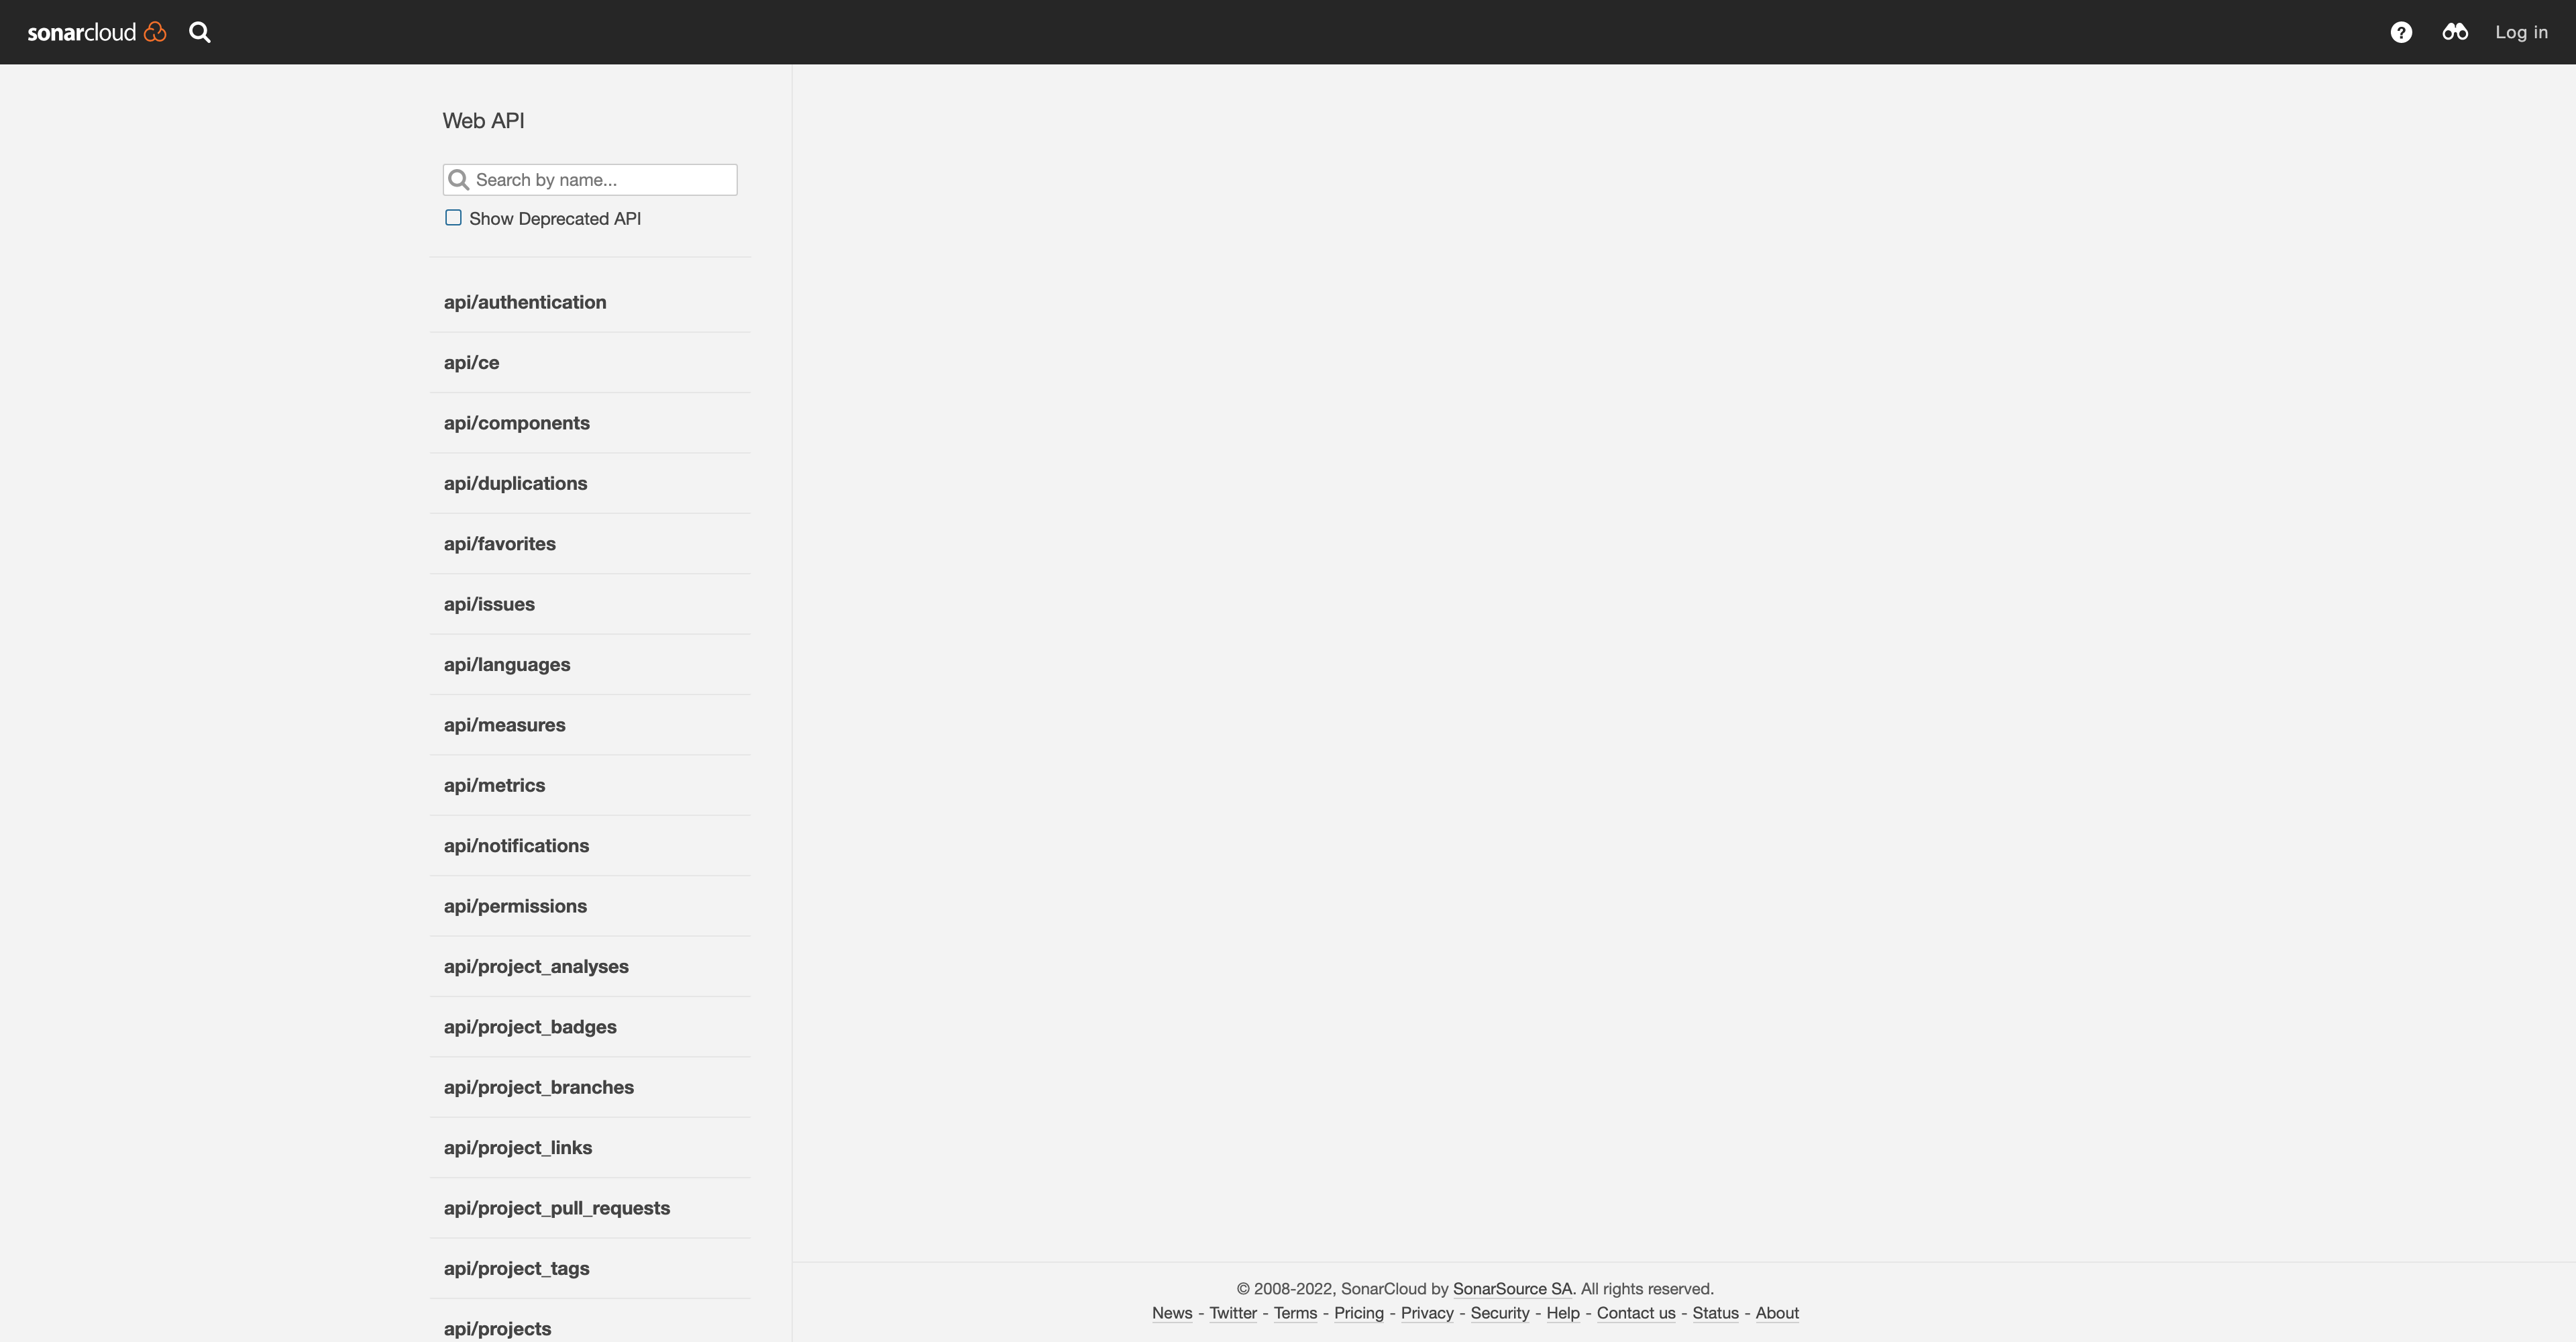 sonarcloud
? Log in
Web API
Search by name...
Show Deprecated API
api/authentication
api/ce
api/components
api/duplications
api/favorites
api/issues
api/languages
api/measures
api/metrics
api/notifications
api/permissions
api/project_analyses
api/project_badges
api/project_branches
api/project_links
api/project_pull_requests
api/project_tags
api/projects
© 2008-2022, SonarCloud by SonarSource SA. All rights reserved.
News - Twitter - Terms - Pricing - Privacy - Security - Help - Contact us - Status - About